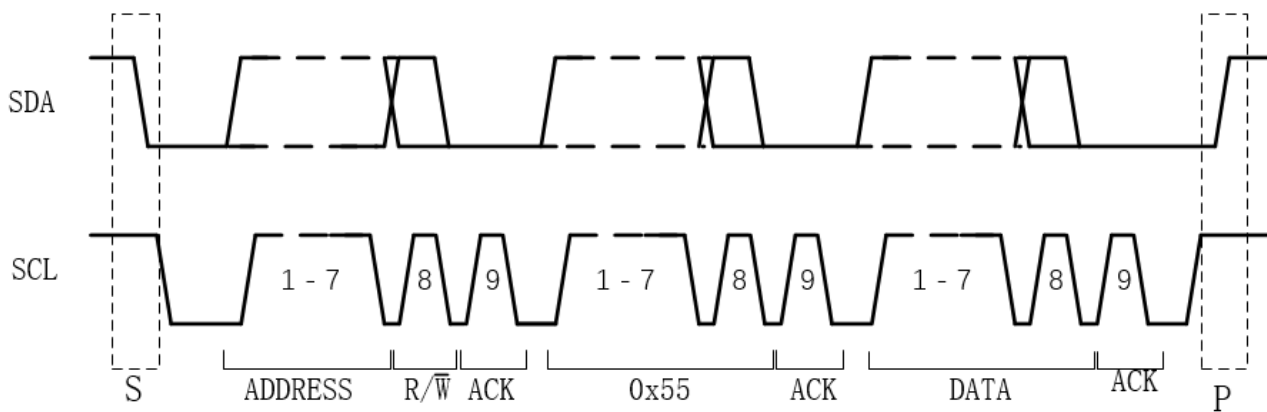 SDA
SCL
1-7 8 9 1-7 8 9 1-7 8 9
S ADDRESS R/W̅ ACK 0x55 ACK DATA ACK P